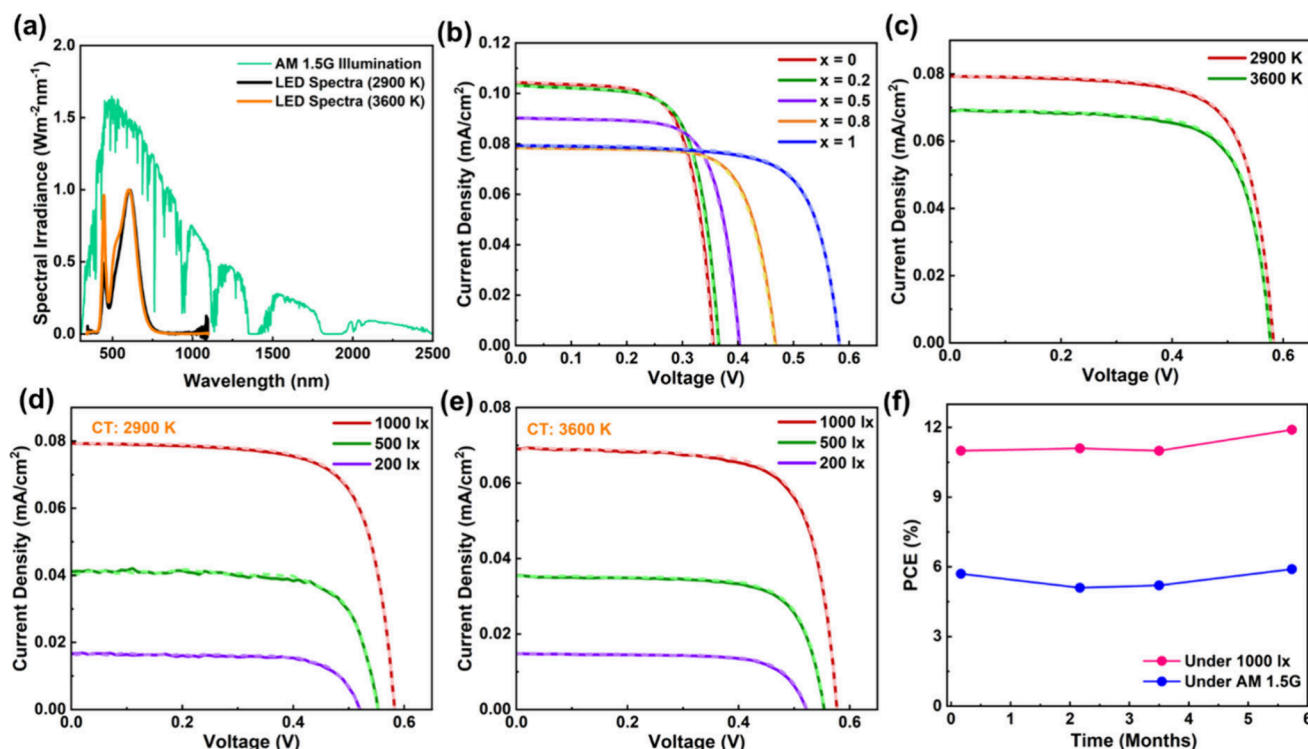 (a)
2.0
1.5
1.0
0.5
0.0
Spectral Irradiance (Wm-2nm-1)
AM 1.5G Illumination
LED Spectra (2900 K)
LED Spectra (3600 K)
500 1000 1500 2000 2500
Wavelength (nm)
(b)
0.12
0.10
0.08
0.06
0.04
0.02
0.00
Current Density (mA/cm2)
x = 0
x = 0.2
x = 0.5
x = 0.8
x = 1
0.0 0.1 0.2 0.3 0.4 0.5 0.6
Voltage (V)
(c)
0.08
0.06
0.04
0.02
0.00
Current Density (mA/cm2)
2900 K
3600 K
0.0 0.2 0.4 0.6
Voltage (V)
(d)
0.08
0.06
0.04
0.02
0.00
Current Density (mA/cm2)
CT: 2900 K
1000 lx
500 lx
200 lx
0.0 0.2 0.4 0.6
Voltage (V)
(e)
0.08
0.06
0.04
0.02
0.00
Current Density (mA/cm2)
CT: 3600 K
1000 lx
500 lx
200 lx
0.0 0.2 0.4 0.6
Voltage (V)
(f)
12
9
6
3
0
PCE (%)
Under 1000 lx
Under AM 1.5G
0 1 2 3 4 5 6
Time (Months)